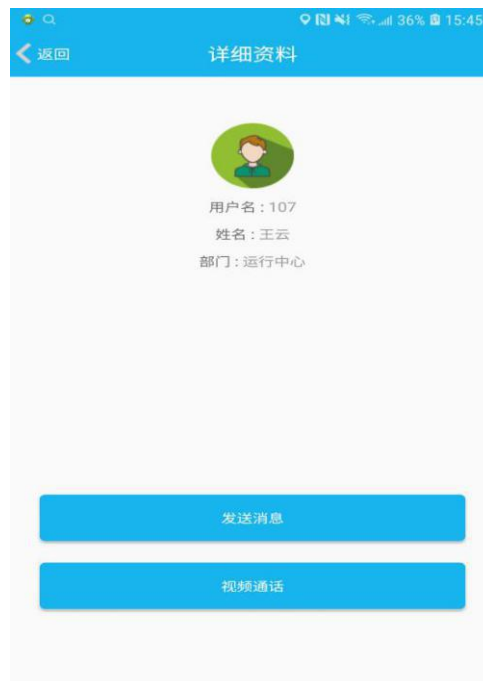 36% 15:45
返回 详细资料
用户名：107
姓名：王云
部门：运行中心
发送消息
视频通话